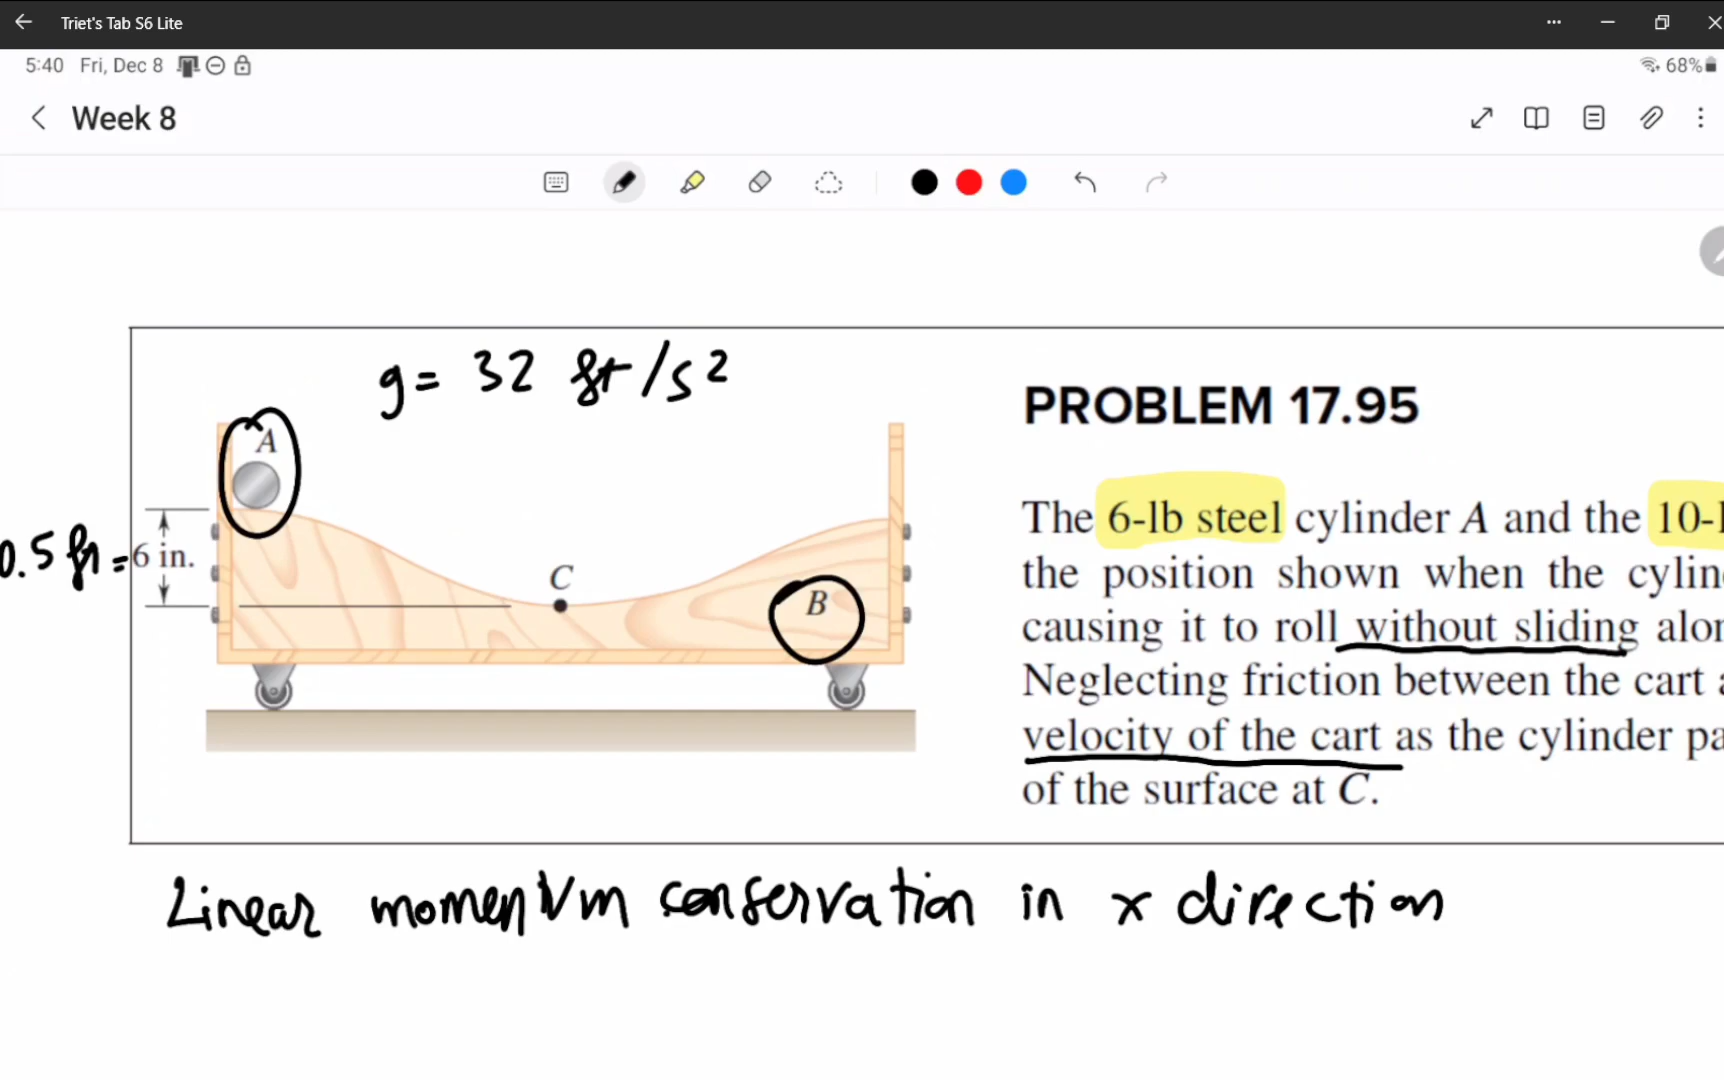 Triet's Tab S6 Lite
5:40 Fri, Dec 8
68%
Week 8
g = 32 ft/s²
A
0.5 ft =
6 in.
C
B
PROBLEM 17.95
The 6-lb steel cylinder A and the 10-l
the position shown when the cylin
causing it to roll without sliding alon
Neglecting friction between the cart a
velocity of the cart as the cylinder pa
of the surface at C.
Linear momentum conservation in x direction